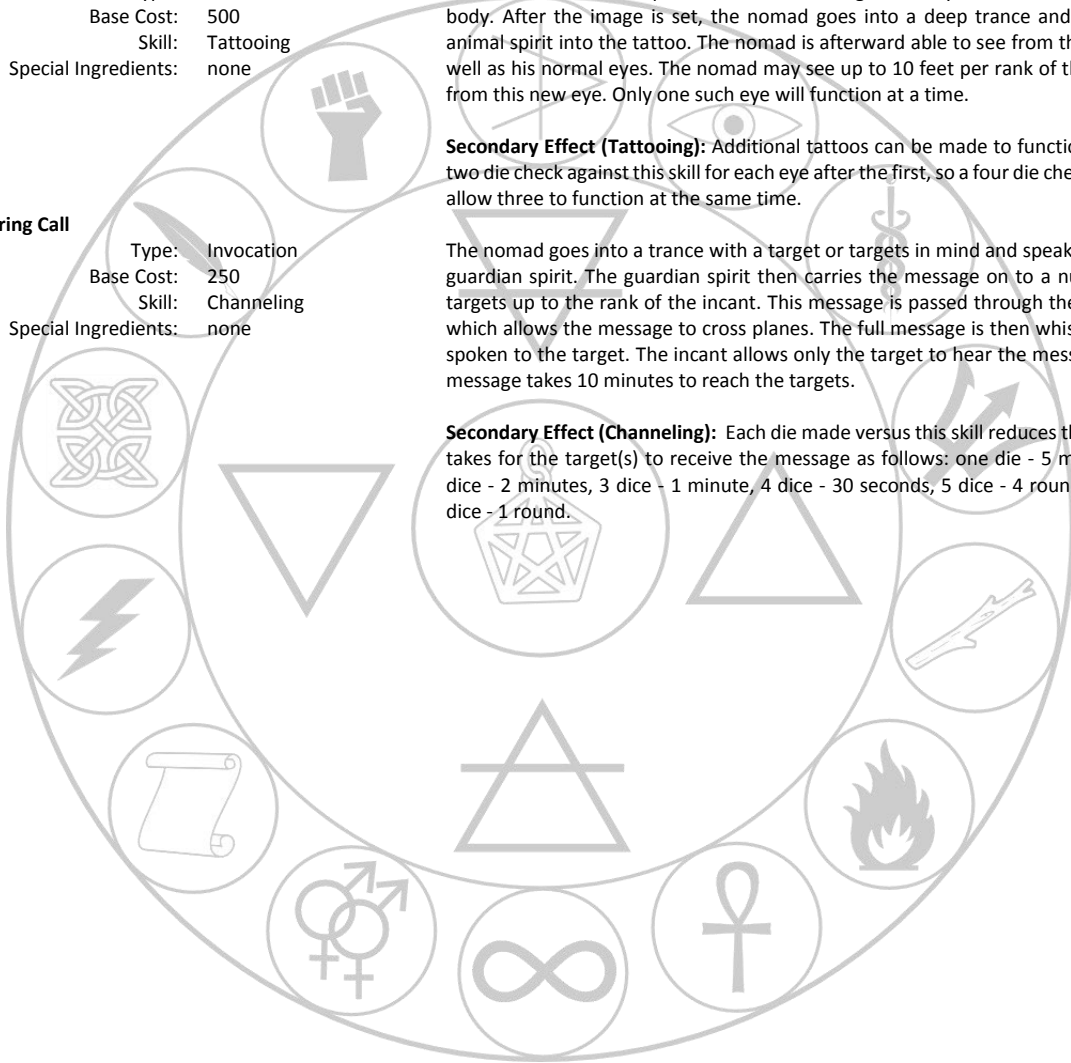 Base Cost: 500
Skill: Tattooing
Special Ingredients: none
body. After the image is set, the nomad goes into a deep trance and
animal spirit into the tattoo. The nomad is afterward able to see from th
well as his normal eyes. The nomad may see up to 10 feet per rank of th
from this new eye. Only one such eye will function at a time.
Secondary Effect (Tattooing): Additional tattoos can be made to functio
two die check against this skill for each eye after the first, so a four die che
allow three to function at the same time.
ring Call
Type: Invocation
Base Cost: 250
Skill: Channeling
Special Ingredients: none
The nomad goes into a trance with a target or targets in mind and speak
guardian spirit. The guardian spirit then carries the message on to a nu
targets up to the rank of the incant. This message is passed through the
which allows the message to cross planes. The full message is then whis
spoken to the target. The incant allows only the target to hear the mess
message takes 10 minutes to reach the targets.
Secondary Effect (Channeling): Each die made versus this skill reduces th
takes for the target(s) to receive the message as follows: one die - 5 m
dice - 2 minutes, 3 dice - 1 minute, 4 dice - 30 seconds, 5 dice - 4 roun
dice - 1 round.